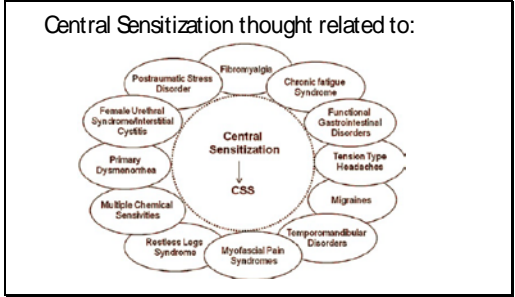 Central Sensitization thought related to:
Fibromyalgia
Chronic fatigue
Syndrome
Functional
Gastrointestinal
Disorders
Tension Type
Headaches
Migraines
Temporomandibular
Disorders
Myofascial Pain
Syndromes
Restless Legs
Syndrome
Multiple Chemical
Sensivities
Primary
Dysmenorrhea
Female Urethral
Syndrome/Interstitial
Cystitis
Postraumatic Stress
Disorder
Central
Sensitization
CSS